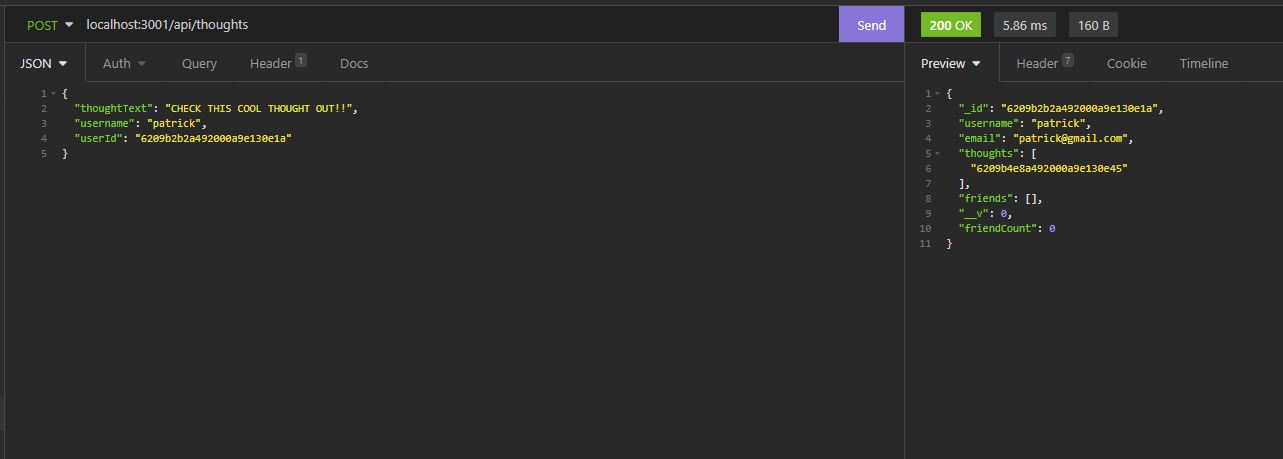 POST localhost:3001/api/thoughts Send 200 OK 5.86 ms 160 B
JSON Auth Query Header 1 Docs
1 {
2 "thoughtText": "CHECK THIS COOL THOUGHT OUT!!",
3 "username": "patrick",
4 "userId": "6209b2b2a492000a9e130e1a"
5 }
Preview Header 7 Cookie Timeline
1 {
2 "_id": "6209b2b2a492000a9e130e1a",
3 "username": "patrick",
4 "email": "patrick@gmail.com",
5 "thoughts": [
6 "6209b4e8a492000a9e130e45"
7 ],
8 "friends": [],
9 "__v": 0,
10 "friendCount": 0
11 }